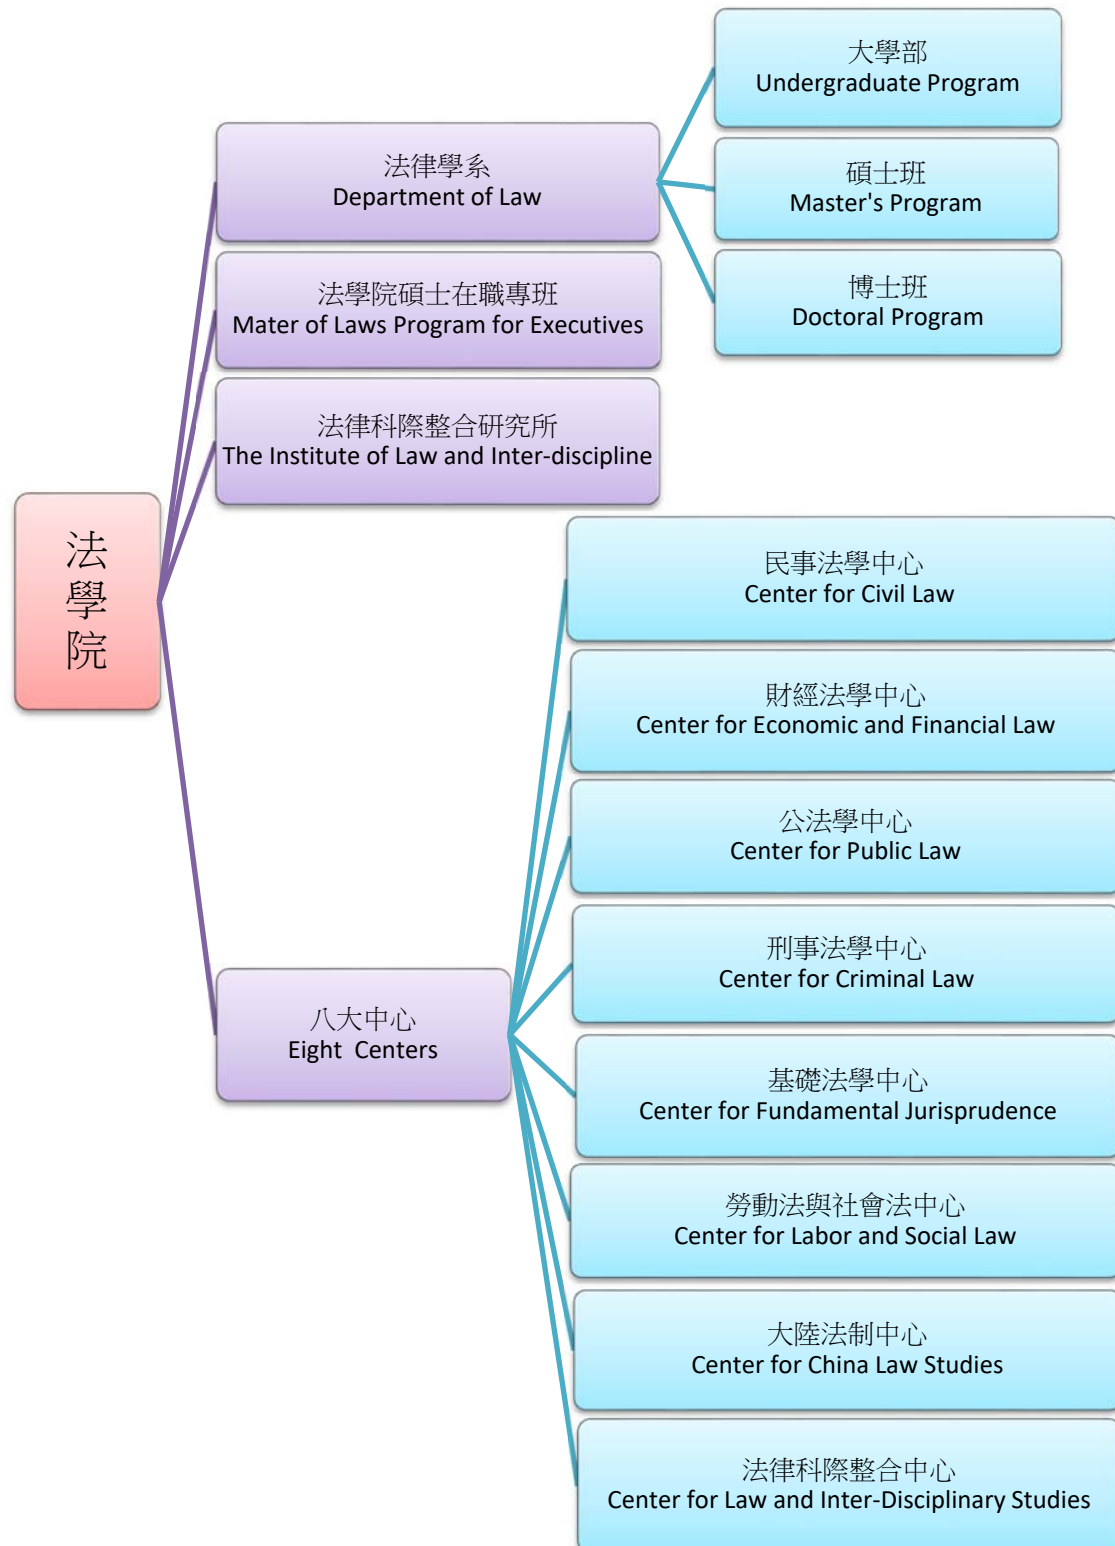 大學部
Undergraduate Program
法律學系
Department of Law
碩士班
Master's Program
博士班
Doctoral Program
法學院碩士在職專班
Mater of Laws Program for Executives
法律科際整合研究所
The Institute of Law and Inter-discipline
法
學
院
民事法學中心
Center for Civil Law
財經法學中心
Center for Economic and Financial Law
公法學中心
Center for Public Law
刑事法學中心
Center for Criminal Law
八大中心
Eight  Centers
基礎法學中心
Center for Fundamental Jurisprudence
勞動法與社會法中心
Center for Labor and Social Law
大陸法制中心
Center for China Law Studies
法律科際整合中心
Center for Law and Inter-Disciplinary Studies